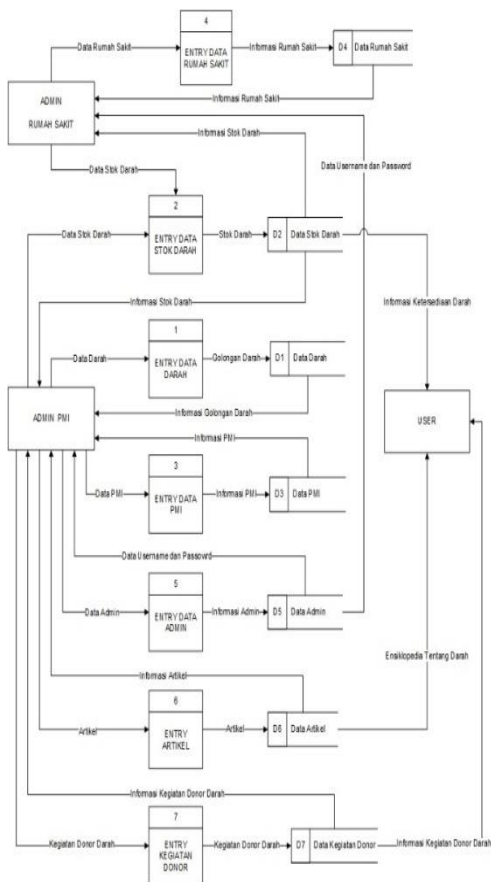 4
Data Rumah Sakit
ENTRY DATA
RUMAH SAKIT
Informasi Rumah Sakit
D4
Data Rumah Sakit
ADMIN
RUMAH SAKIT
Informasi Rumah Sakit
Informasi Stok Darah
Data Username dan Password
Data Stok Darah
2
Data Stok Darah
ENTRY DATA
STOK DARAH
Stok Darah
D2
Data Stok Darah
Informasi Stok Darah
Informasi Ketersediaan Darah
1
Data Darah
ENTRY DATA
DARAH
Golongan Darah
D1
Data Darah
ADMIN PMI
Informasi Golongan Darah
USER
Informasi PMI
3
Data PMI
ENTRY DATA
PMI
Informasi PMI
D3
Data PMI
Data Username dan Passowrd
5
Data Admin
ENTRY DATA
ADMIN
Informasi Admin
D5
Data Admin
Ensiklopedia Tentang Darah
Informasi Artikel
6
Artikel
ENTRY
ARTIKEL
Artikel
D6
Data Artikel
Informasi Kegiatan Donor Darah
7
Kegiatan Donor Darah
ENTRY
KEGIATAN
DONOR
Kegiatan Donor Darah
D7
Data Kegiatan Donor
Informasi Kegiatan Donor Darah